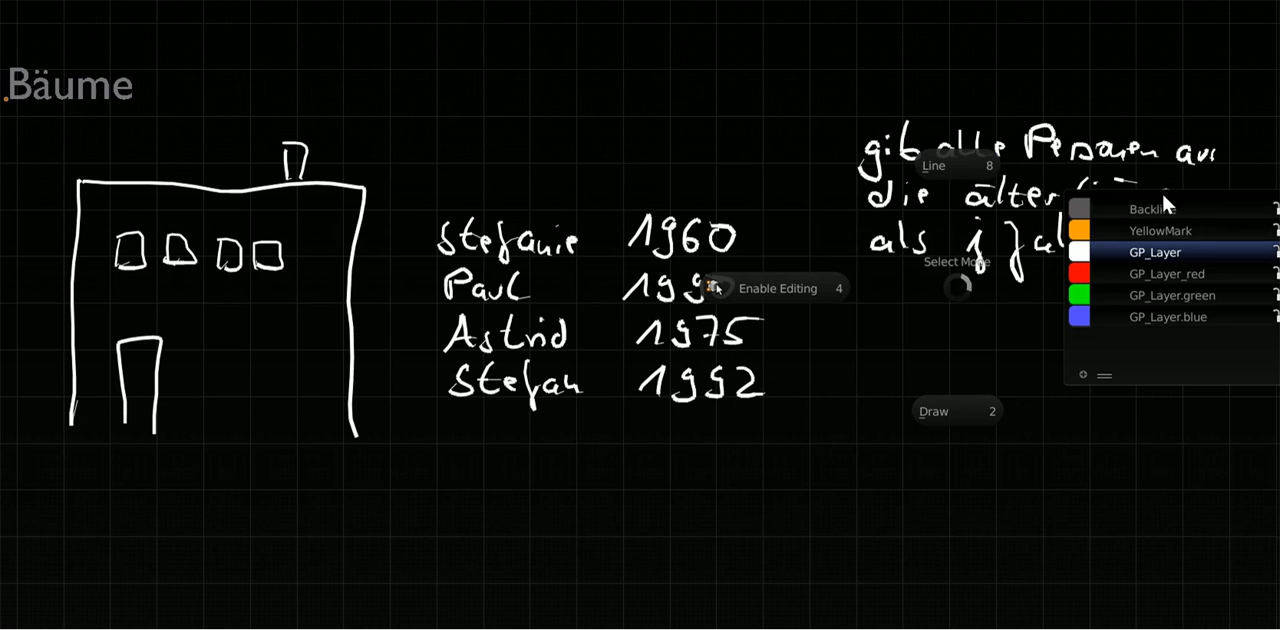 Bäume
gib alle Personen aus
die älter
als
Line 8
Backline
YellowMark
GP_Layer
GP_Layer_red
GP_Layer.green
GP_Layer.blue
Select Mode
Enable Editing 4
Draw 2
Stefanie 1960
Paul
Astrid 1975
Stefan 1992